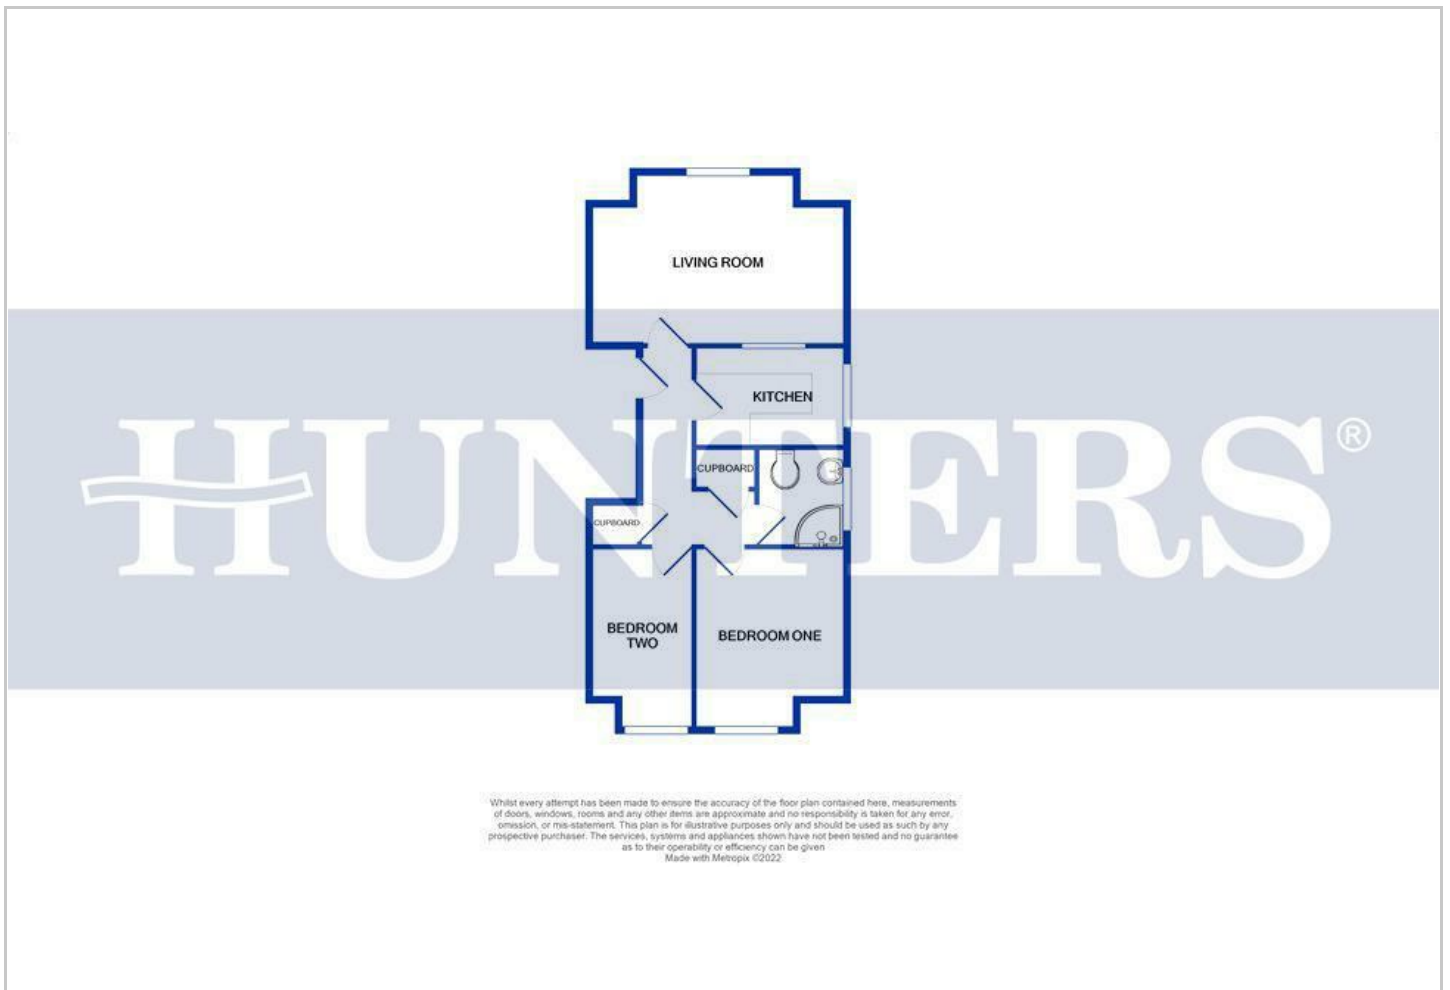 LIVING ROOM
KITCHEN
HUNTERS®
CUPBOARD
CUPBOARD
BEDROOM
TWO
BEDROOM ONE
Whilst every attempt has been made to ensure the accuracy of the floor plan contained here, measurements
of doors, windows, rooms and any other items are approximate and no responsibility is taken for any error,
omission, or mis-statement. This plan is for illustrative purposes only and should be used as such by any
prospective purchaser. The services, systems and appliances shown have not been tested and no guarantee
as to their operability or efficiency can be given
Made with Metropix ©2022